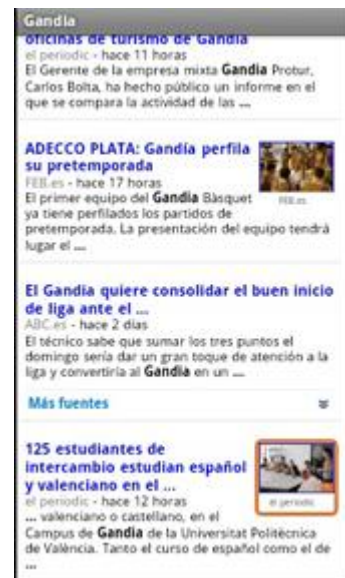 Gandia
oficinas de turismo de Gandia
el periodic - hace 11 horas
El Gerente de la empresa mixta Gandia Protur,
Carlos Bolta, ha hecho público un informe en el
que se compara la actividad de las ...
ADECCO PLATA: Gandía perfila
su pretemporada
FEB.es - hace 17 horas
FEB.es
El primer equipo del Gandia Bàsquet
ya tiene perfilados los partidos de
pretemporada. La presentación del equipo tendrá
lugar el ...
El Gandia quiere consolidar el buen inicio
de liga ante el ...
ABC.es - hace 2 días
El técnico sabe que sumar los tres puntos el
domingo sería dar un gran toque de atención a la
liga y convertiría al Gandia en un ...
Más fuentes
125 estudiantes de
intercambio estudian español
y valenciano en el ...
el periodic - hace 12 horas
el periodic
... valenciano o castellano, en el
Campus de Gandia de la Universitat Politècnica
de València. Tanto el curso de español como el de
...